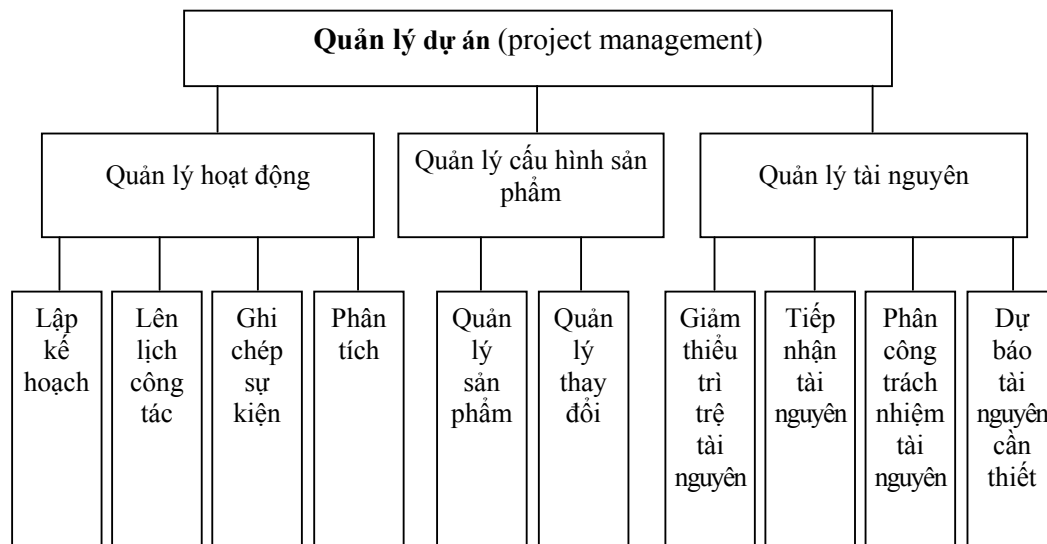 Quản lý dự án (project management)
Quản lý hoạt động
Quản lý cấu hình sản
phẩm
Quản lý tài nguyên
Lập
kế
hoạch
Lên
lịch
công
tác
Ghi
chép
sự
kiện
Phân
tích
Quản
lý
sản
phẩm
Quản
lý
thay
đổi
Giảm
thiểu
trì
trệ
tài
nguyên
Tiếp
nhận
tài
nguyên
Phân
công
trách
nhiệm
tài
nguyên
Dự
báo
tài
nguyên
cần
thiết